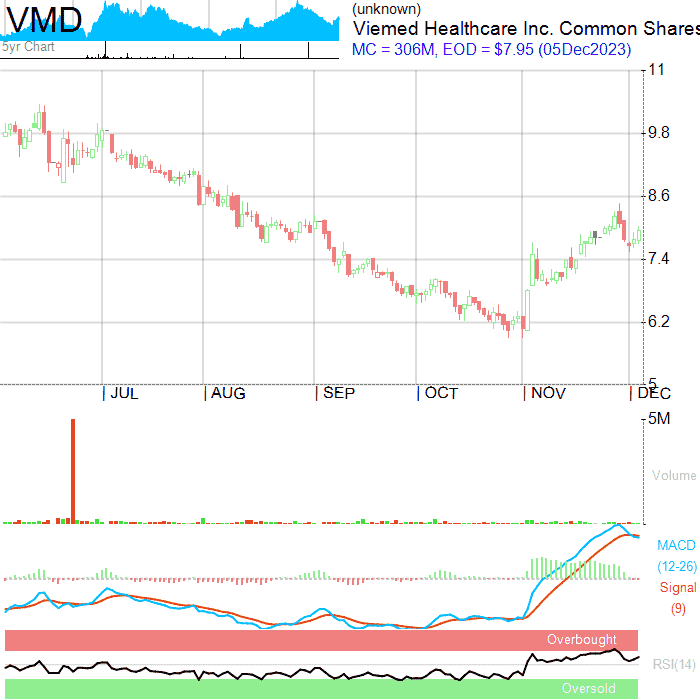 VMD
5yr Chart
(unknown)
Viemed Healthcare Inc. Common Shares
MC = 306M, EOD = $7.95 (05Dec2023)
11
9.8
8.6
7.4
6.2
5
JUL
AUG
SEP
OCT
NOV
DEC
5M
Volume
MACD
(12-26)
Signal
(9)
Overbought
RSI(14)
Oversold